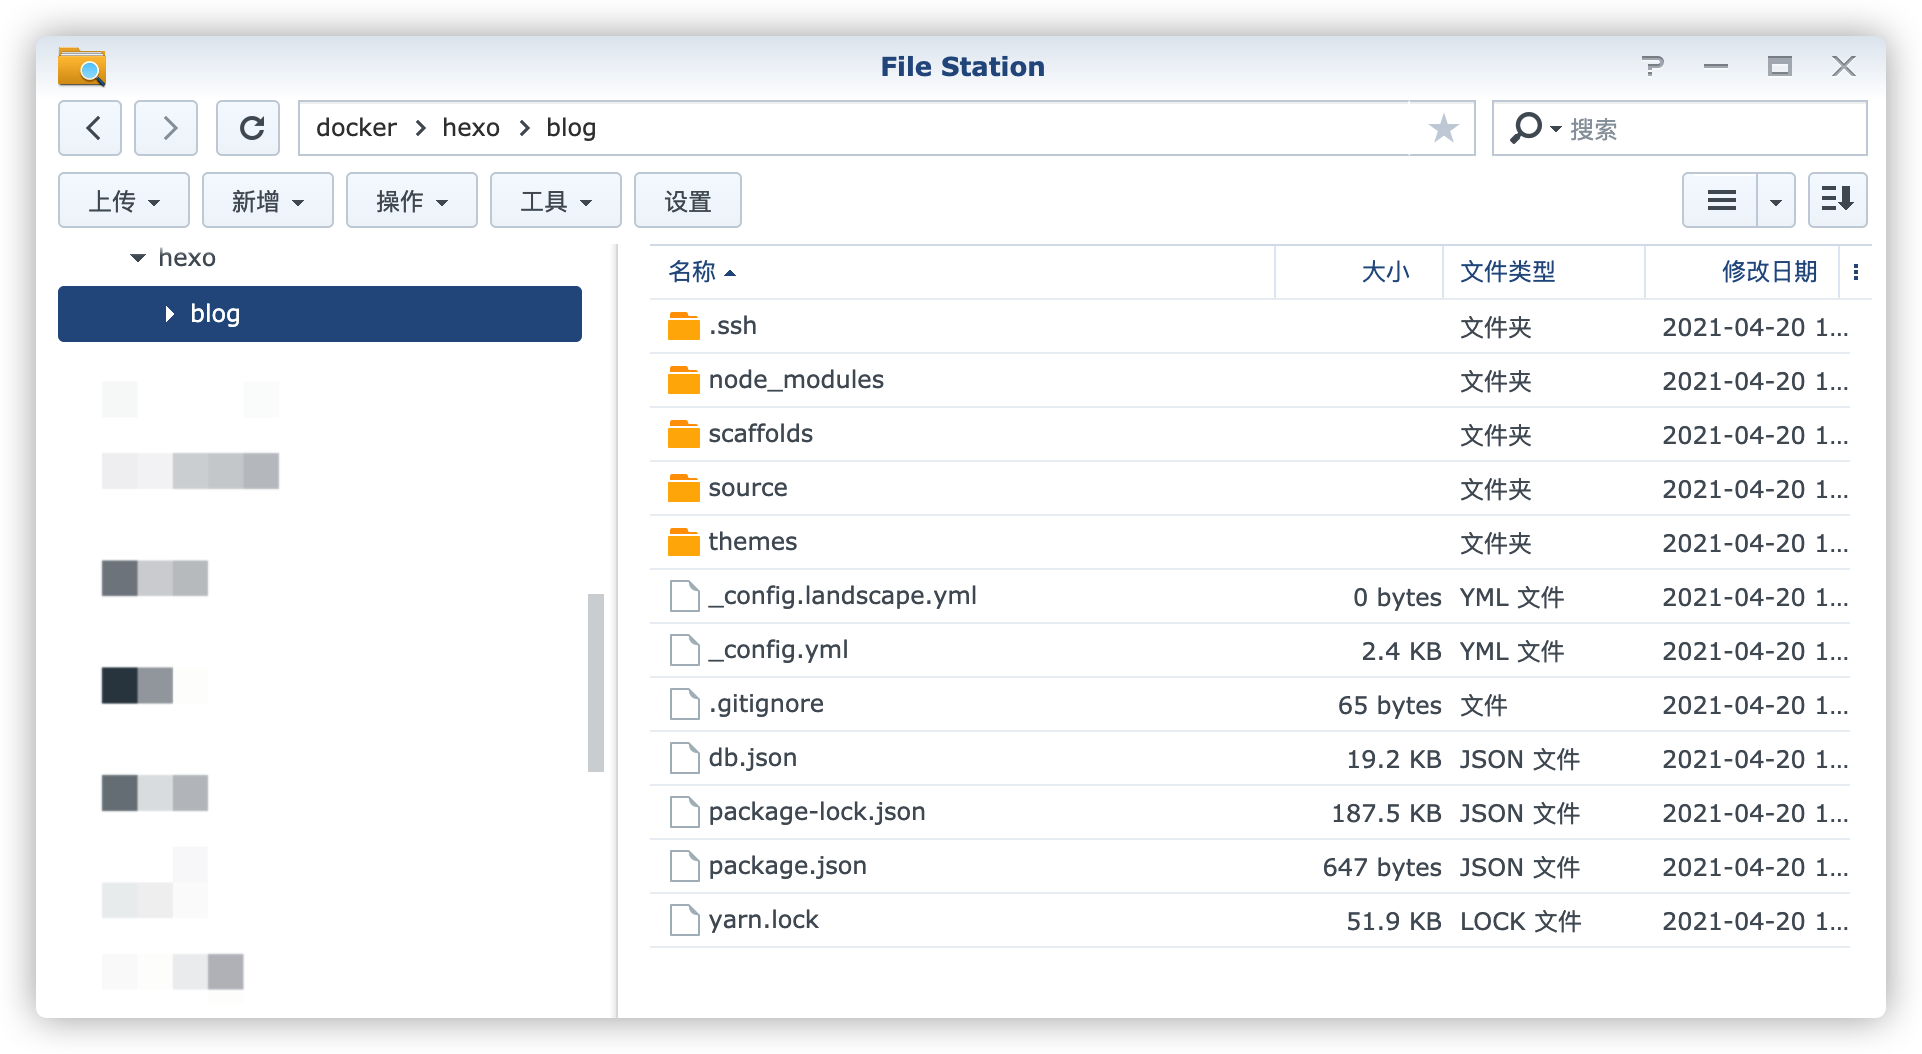 File Station
docker > hexo > blog
搜索
上传 新增 操作 工具 设置
hexo
blog
名称 大小 文件类型 修改日期
.ssh 文件夹 2021-04-20 1...
node_modules 文件夹 2021-04-20 1...
scaffolds 文件夹 2021-04-20 1...
source 文件夹 2021-04-20 1...
themes 文件夹 2021-04-20 1...
_config.landscape.yml 0 bytes YML 文件 2021-04-20 1...
_config.yml 2.4 KB YML 文件 2021-04-20 1...
.gitignore 65 bytes 文件 2021-04-20 1...
db.json 19.2 KB JSON 文件 2021-04-20 1...
package-lock.json 187.5 KB JSON 文件 2021-04-20 1...
package.json 647 bytes JSON 文件 2021-04-20 1...
yarn.lock 51.9 KB LOCK 文件 2021-04-20 1...